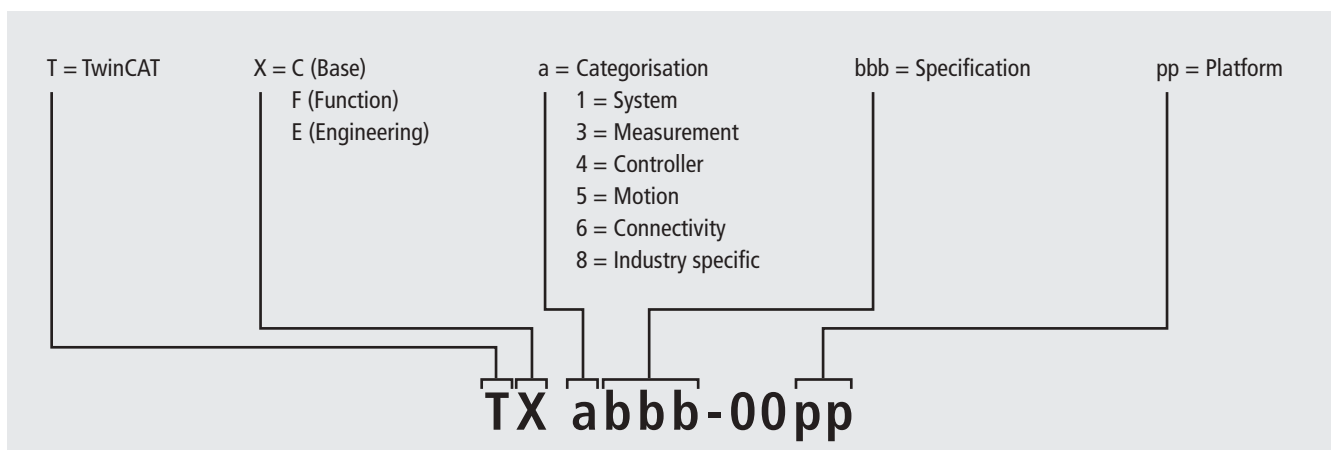 T = TwinCAT
X = C (Base)
F (Function)
E (Engineering)
a = Categorisation
1 = System
3 = Measurement
4 = Controller
5 = Motion
6 = Connectivity
8 = Industry specific
bbb = Specification
pp = Platform
TX abbb-00pp